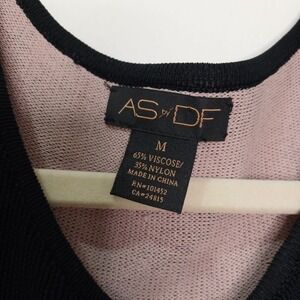 AS by DF
M
65% VISCOSE/
35% NYLON
MADE IN CHINA
RN#101452
CA#24815